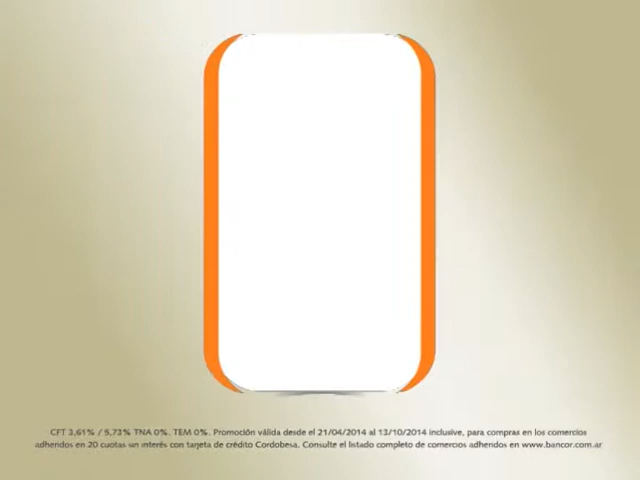 CFT 3,61% / 5,73% TNA 0%. TEM 0%. Promoción válida desde el 21/04/2014 al 13/10/2014 inclusive, para compras en los comercios
adheridos en 20 cuotas sin interés con tarjeta de crédito Cordobesa. Consulte el listado completo de comercios adheridos en www.bancor.com.ar